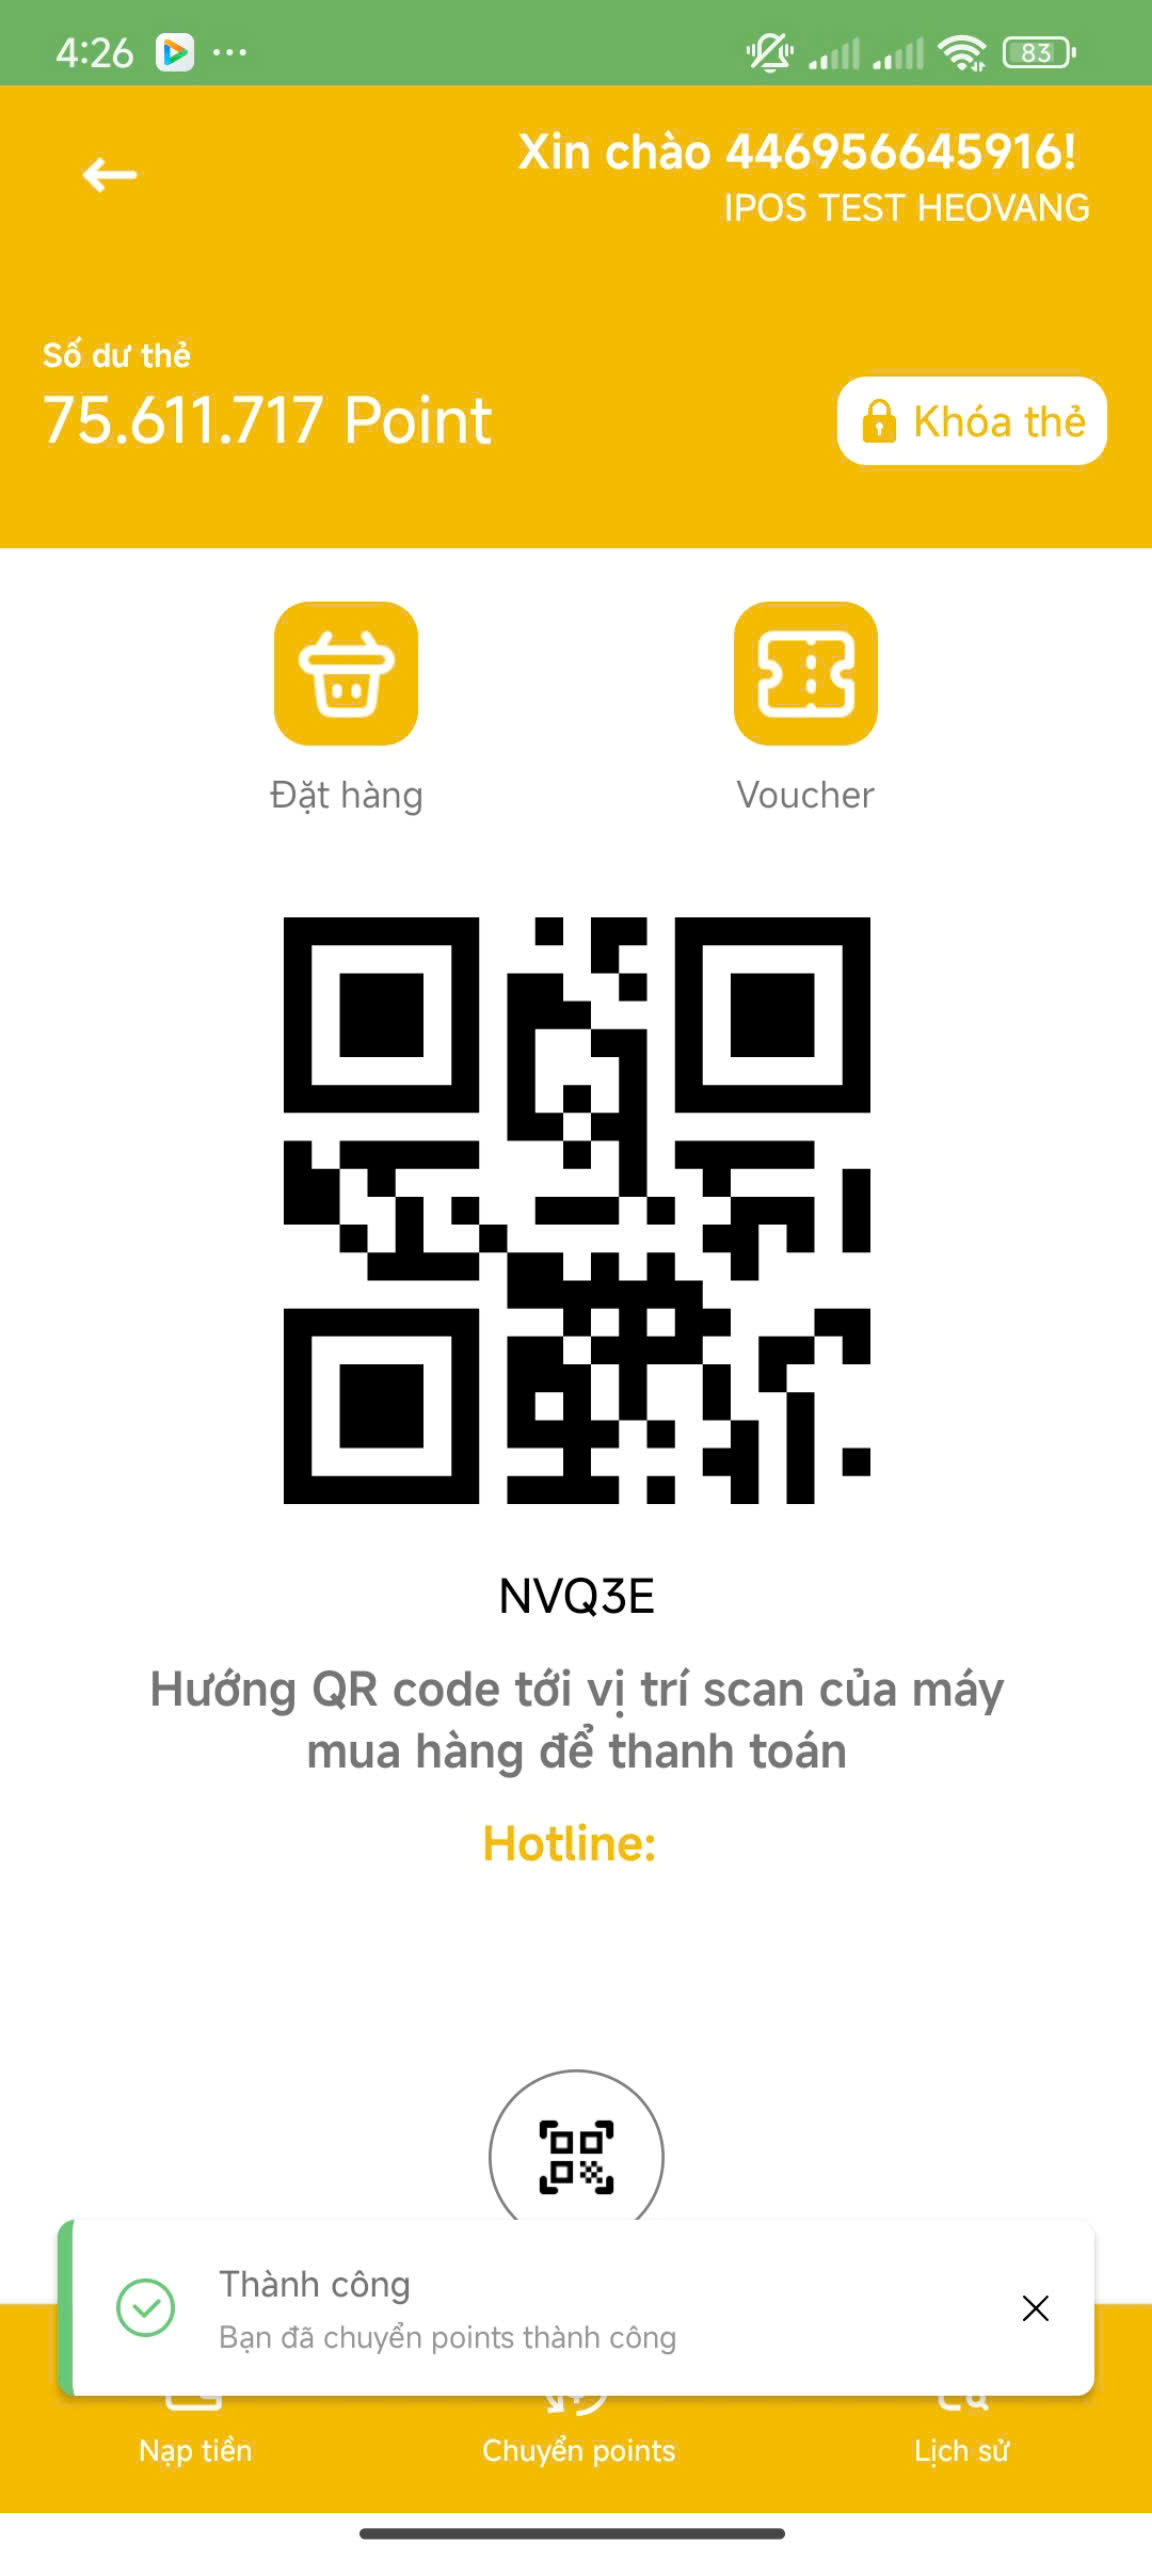 4:26
83
Xin chào 446956645916!
IPOS TEST HEOVANG
Số dư thẻ
75.611.717 Point
Khóa thẻ
Đặt hàng
Voucher
NVQ3E
Hướng QR code tới vị trí scan của máy
mua hàng để thanh toán
Hotline:
Thành công
Bạn đã chuyển points thành công
Nạp tiền
Chuyển points
Lịch sử